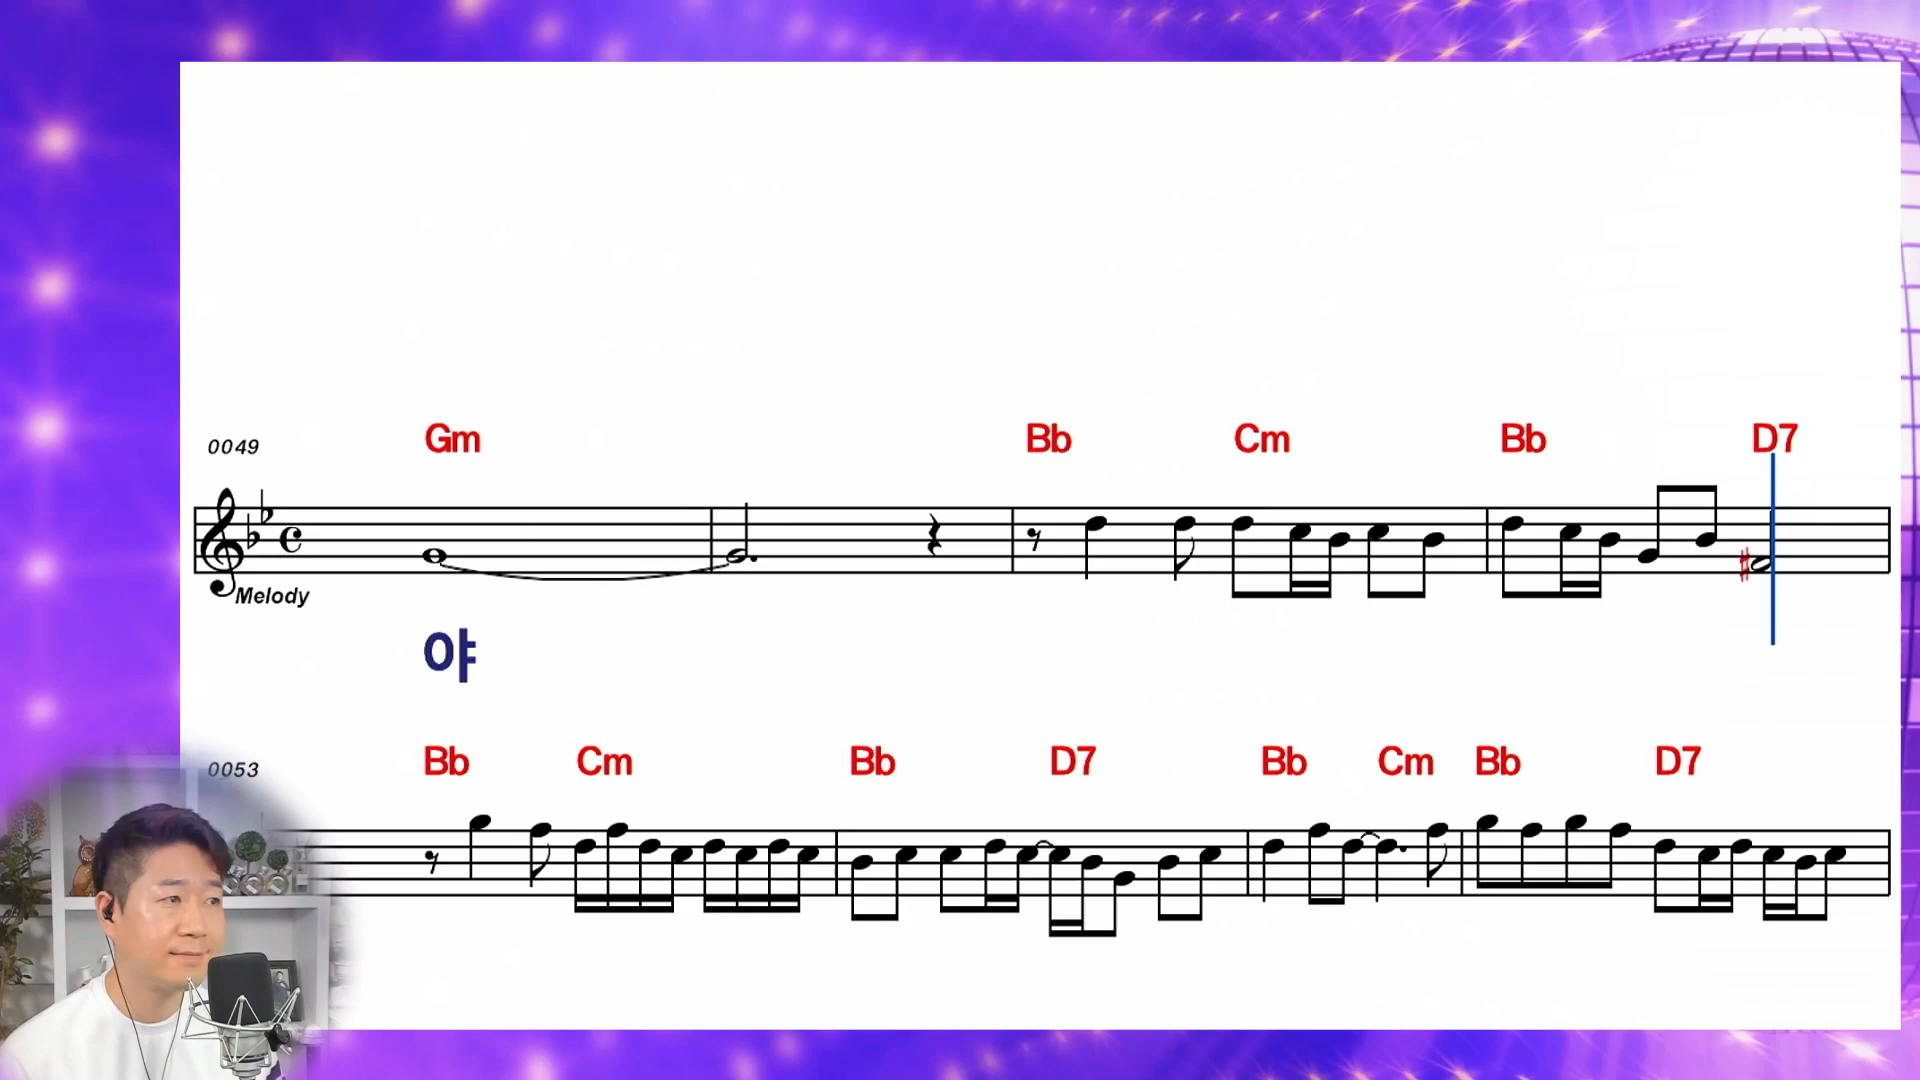 0049 Gm Bb Cm Bb D7
Melody
야
0053 Bb Cm Bb D7 Bb Cm Bb D7